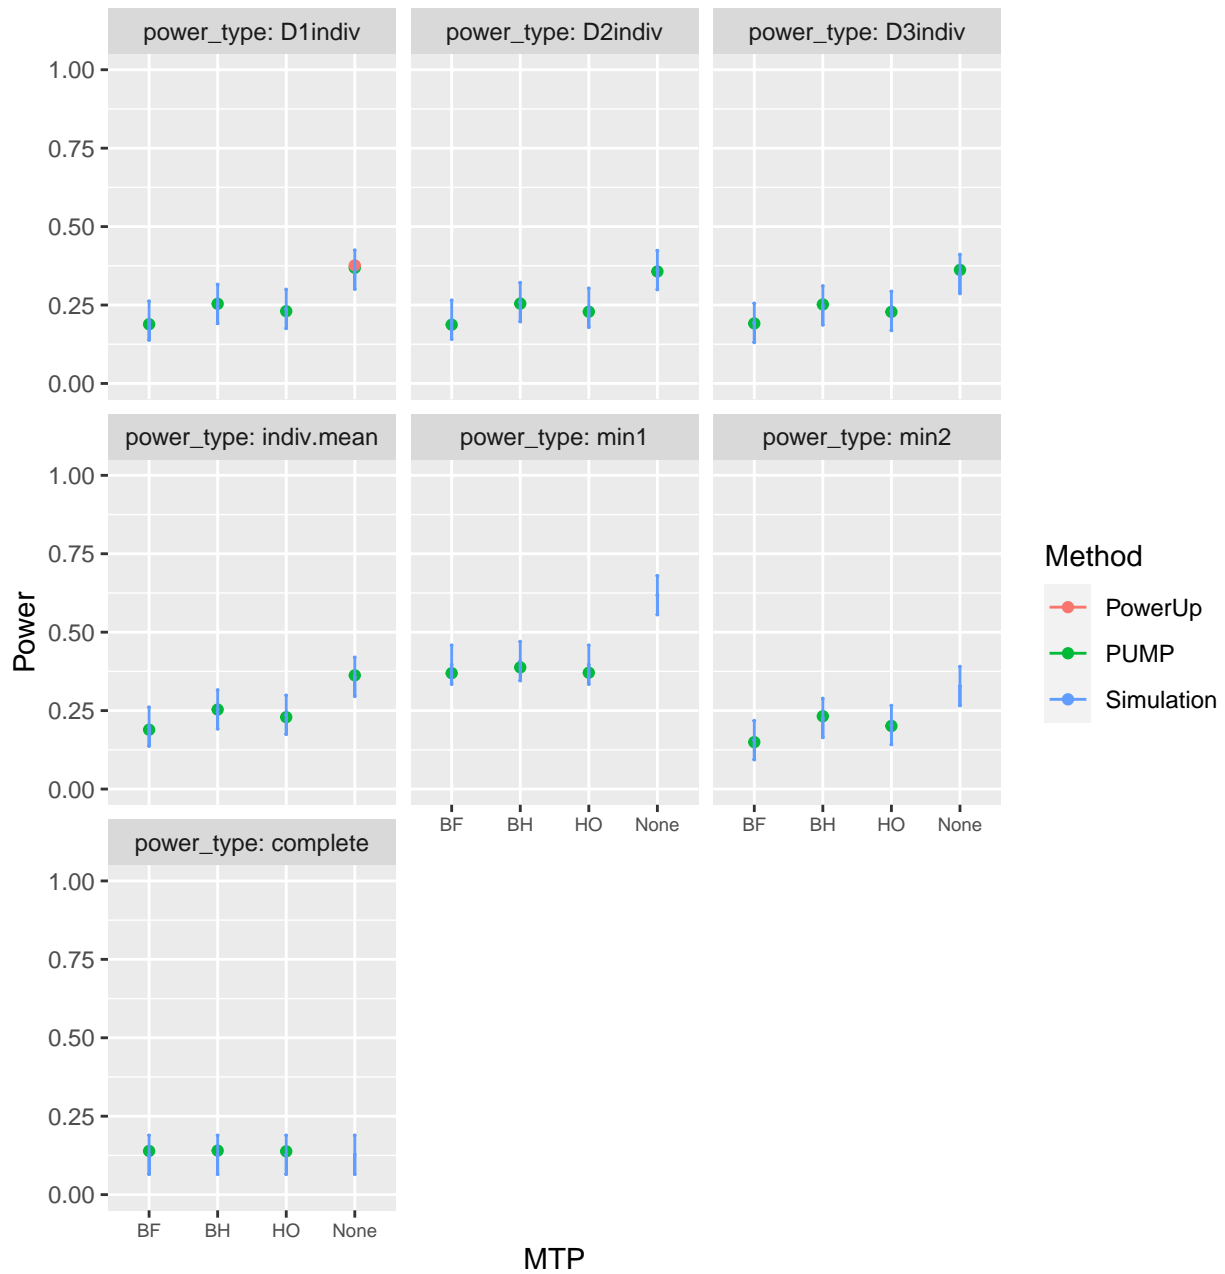 power_type: D1indiv power_type: D2indiv power_type: D3indiv
1.00
0.75
0.50
0.25
0.00
power_type: indiv.mean power_type: min1 power_type: min2
1.00
0.75
0.50
0.25
0.00
BF BH HO None BF BH HO None
power_type: complete
1.00
0.75
0.50
0.25
0.00
BF BH HO None
MTP
Power
Method
PowerUp
PUMP
Simulation